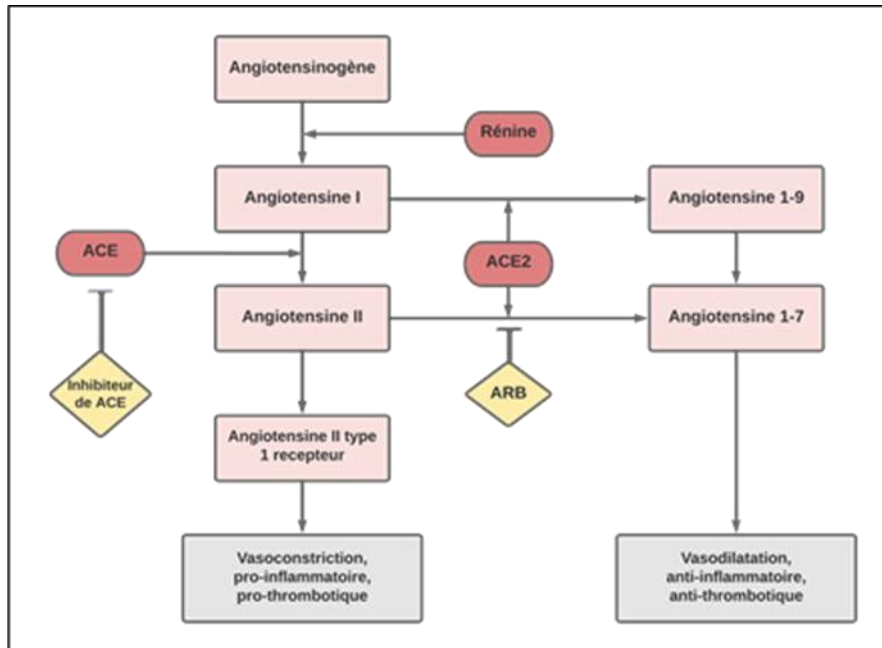 Angiotensinogène
Rénine
Angiotensine I
Angiotensine 1-9
ACE
ACE2
Angiotensine II
Angiotensine 1-7
Inhibiteur
de ACE
ARB
Angiotensine II type
1 recepteur
Vasoconstriction,
pro-inflammatoire,
pro-thrombotique
Vasodilatation,
anti-inflammatoire,
anti-thrombotique